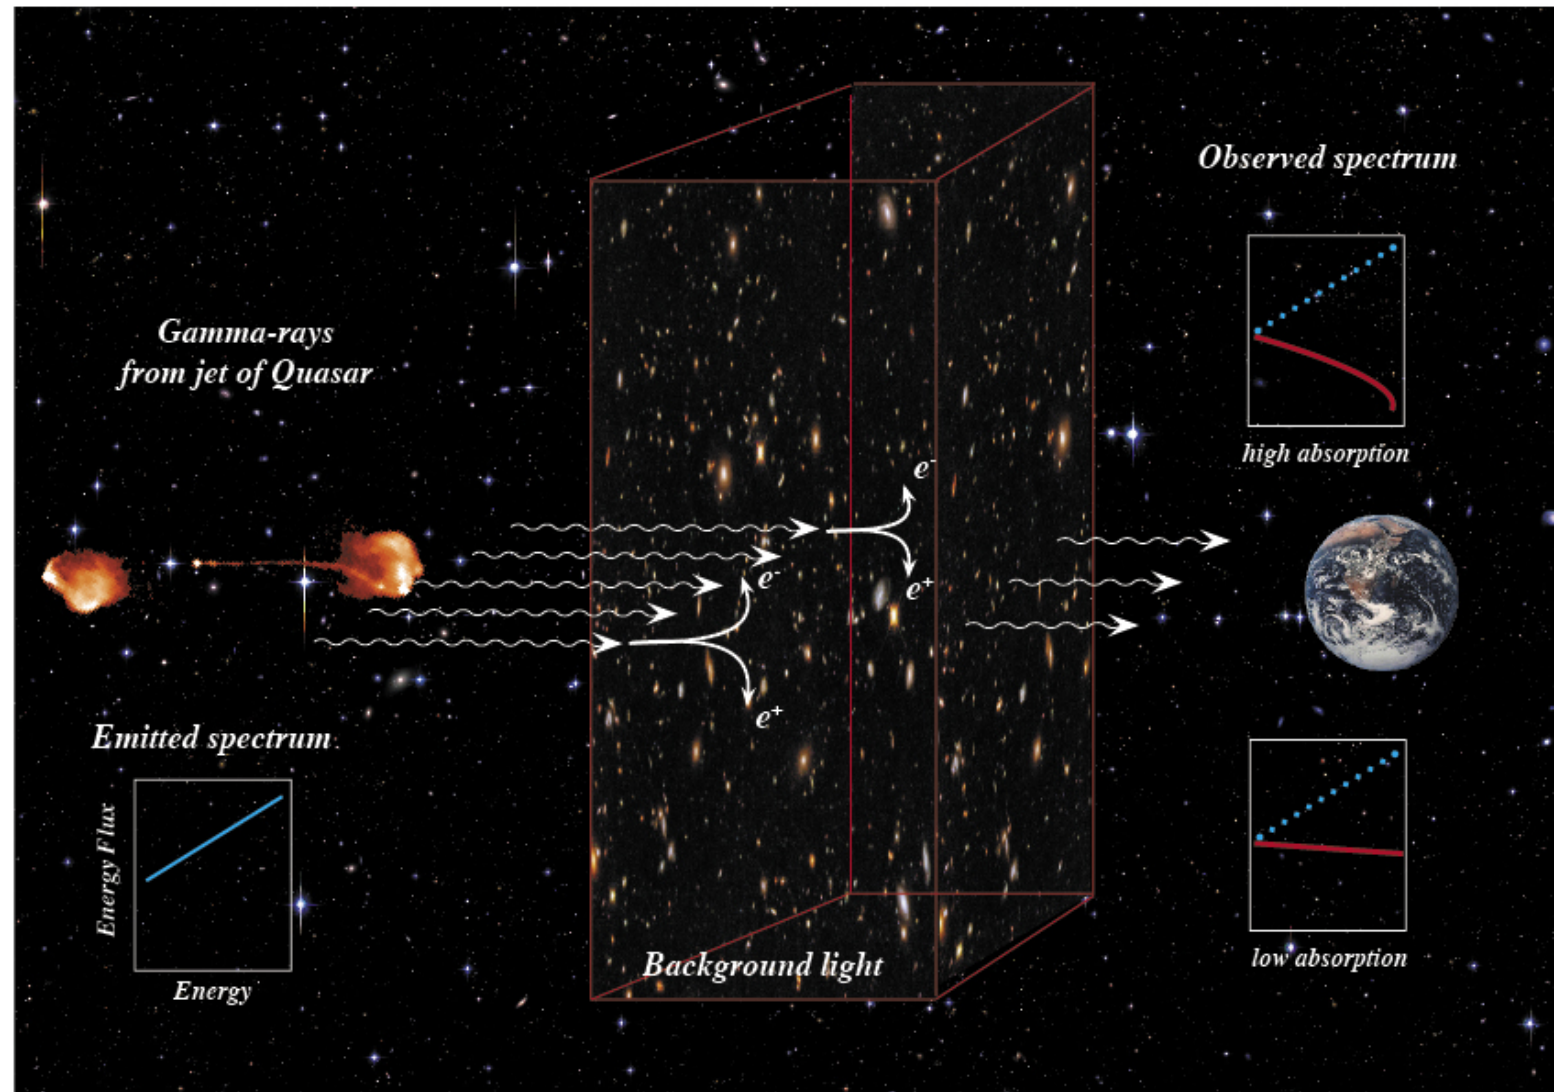 Observed spectrum
Gamma-rays
from jet of Quasar
high absorption
e-
e-
e+
e+
Emitted spectrum
Energy Flux
Energy
Background light
low absorption